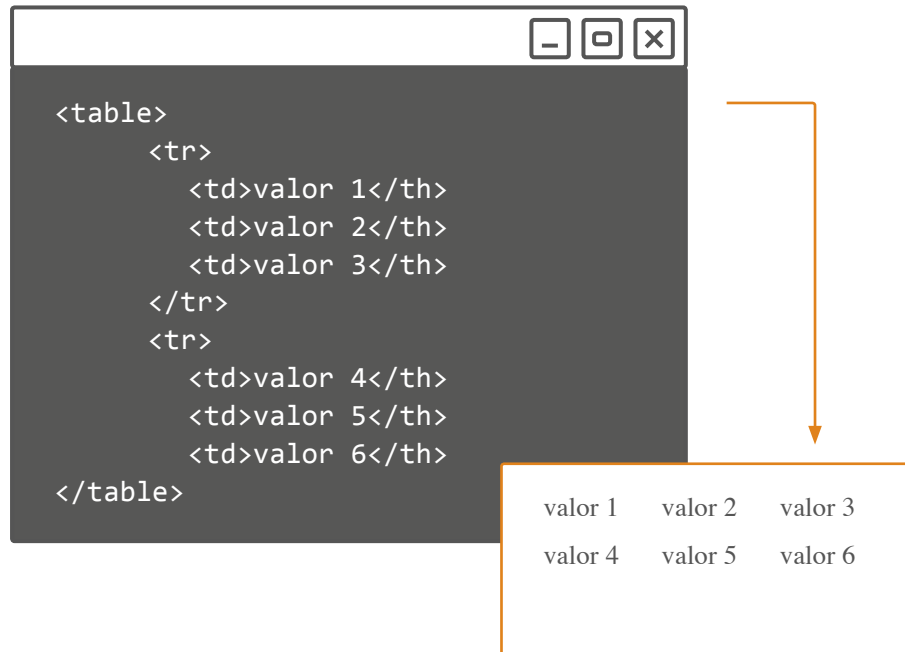 <table>
<tr>
<td>valor 1</th>
<td>valor 2</th>
<td>valor 3</th>
</tr>
<tr>
<td>valor 4</th>
<td>valor 5</th>
<td>valor 6</th>
</table>
valor 1 valor 2 valor 3
valor 4 valor 5 valor 6